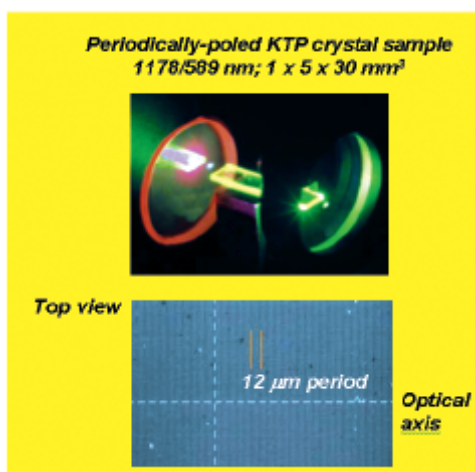 Periodically-poled KTP crystal sample
1178/589 nm; 1 x 5 x 30 mm³
Top view
12 µm period
Optical
axis